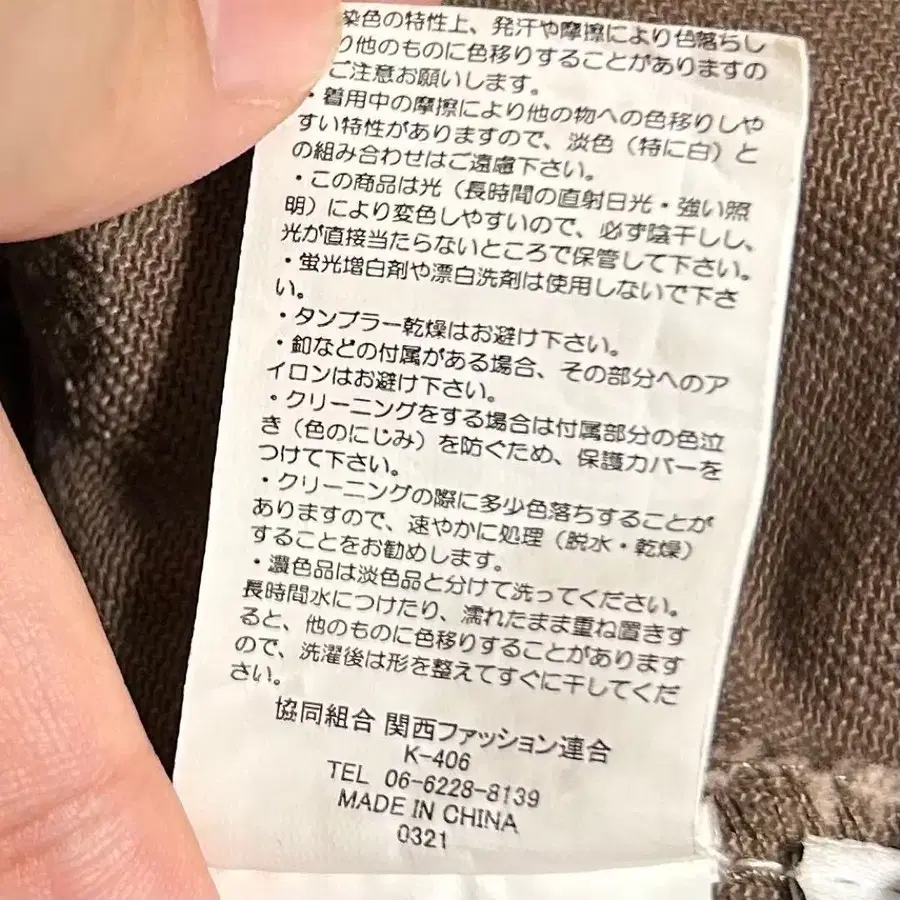 染色の特性上、発汗や摩擦により色落ちし
り他のものに色移りすることがありますの
ご注意お願いします。
・着用中の摩擦により他の物への色移りしや
すい特性がありますので、淡色（特に白）と
の組み合わせはご遠慮下さい。
・この商品は光（長時間の直射日光・強い照
明）により変色しやすいので、必ず陰干しし、
光が直接当たらないところで保管して下さい。
・蛍光増白剤や漂白洗剤は使用しないで下さ
い。
・タンブラー乾燥はお避け下さい。
・釦などの付属がある場合、その部分へのア
イロンはお避け下さい。
・クリーニングをする場合は付属部分の色泣
き（色のにじみ）を防ぐため、保護カバーを
つけて下さい。
・クリーニングの際に多少色落ちすることが
ありますので、速やかに処理（脱水・乾燥）
することをお勧めします。
・濃色品は淡色品と分けて洗ってください。
長時間水につけたり、濡れたまま重ね置きす
ると、他のものに色移りすることがあります
ので、洗濯後は形を整えてすぐに干してくだ
さい。
協同組合 関西ファッション連合
K-406
TEL 06-6228-8139
MADE IN CHINA
0321